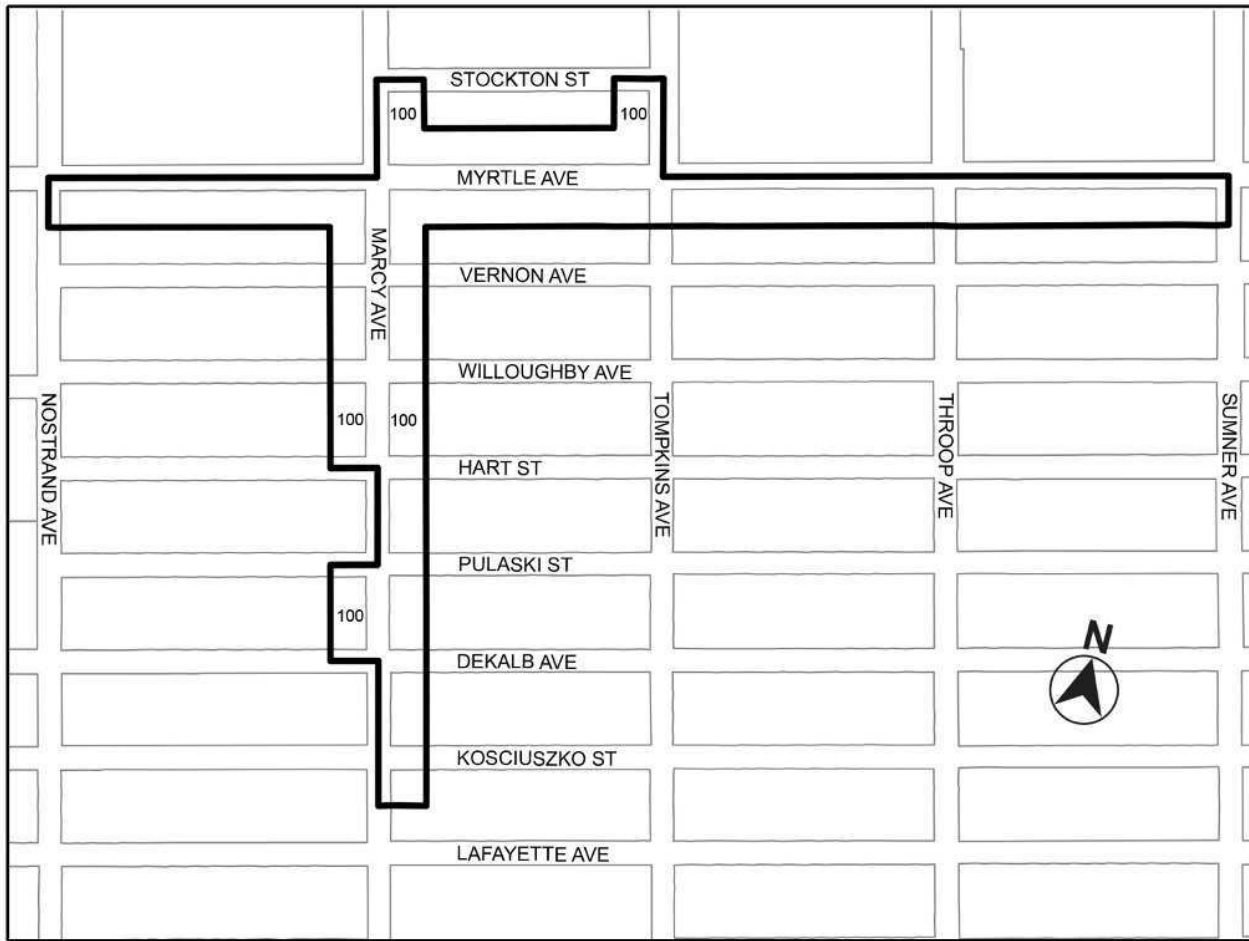 STOCKTON ST
100
100
MYRTLE AVE
MARCY AVE
VERNON AVE
WILLOUGHBY AVE
NOSTRAND AVE
100
100
TOMPKINS AVE
THROOP AVE
SUMNER AVE
HART ST
PULASKI ST
100
N
DEKALB AVE
KOSCIUSZKO ST
LAFAYETTE AVE